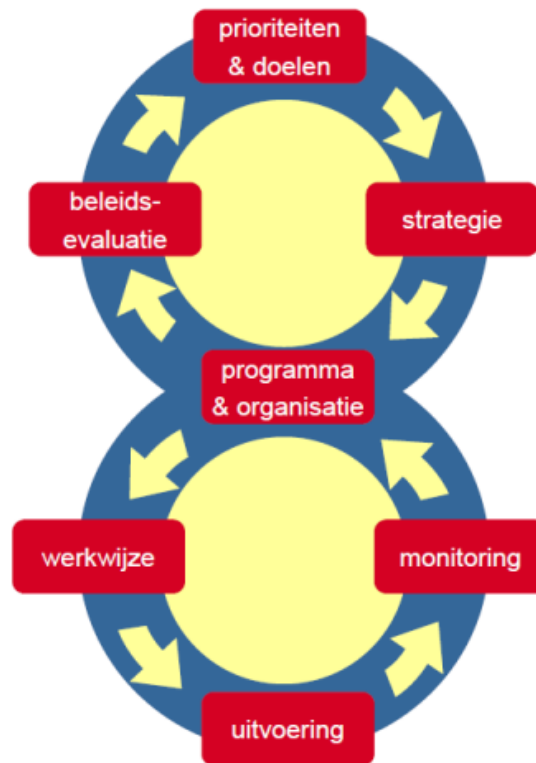 prioriteiten
& doelen
beleids-
evaluatie
strategie
programma
& organisatie
werkwijze
monitoring
uitvoering